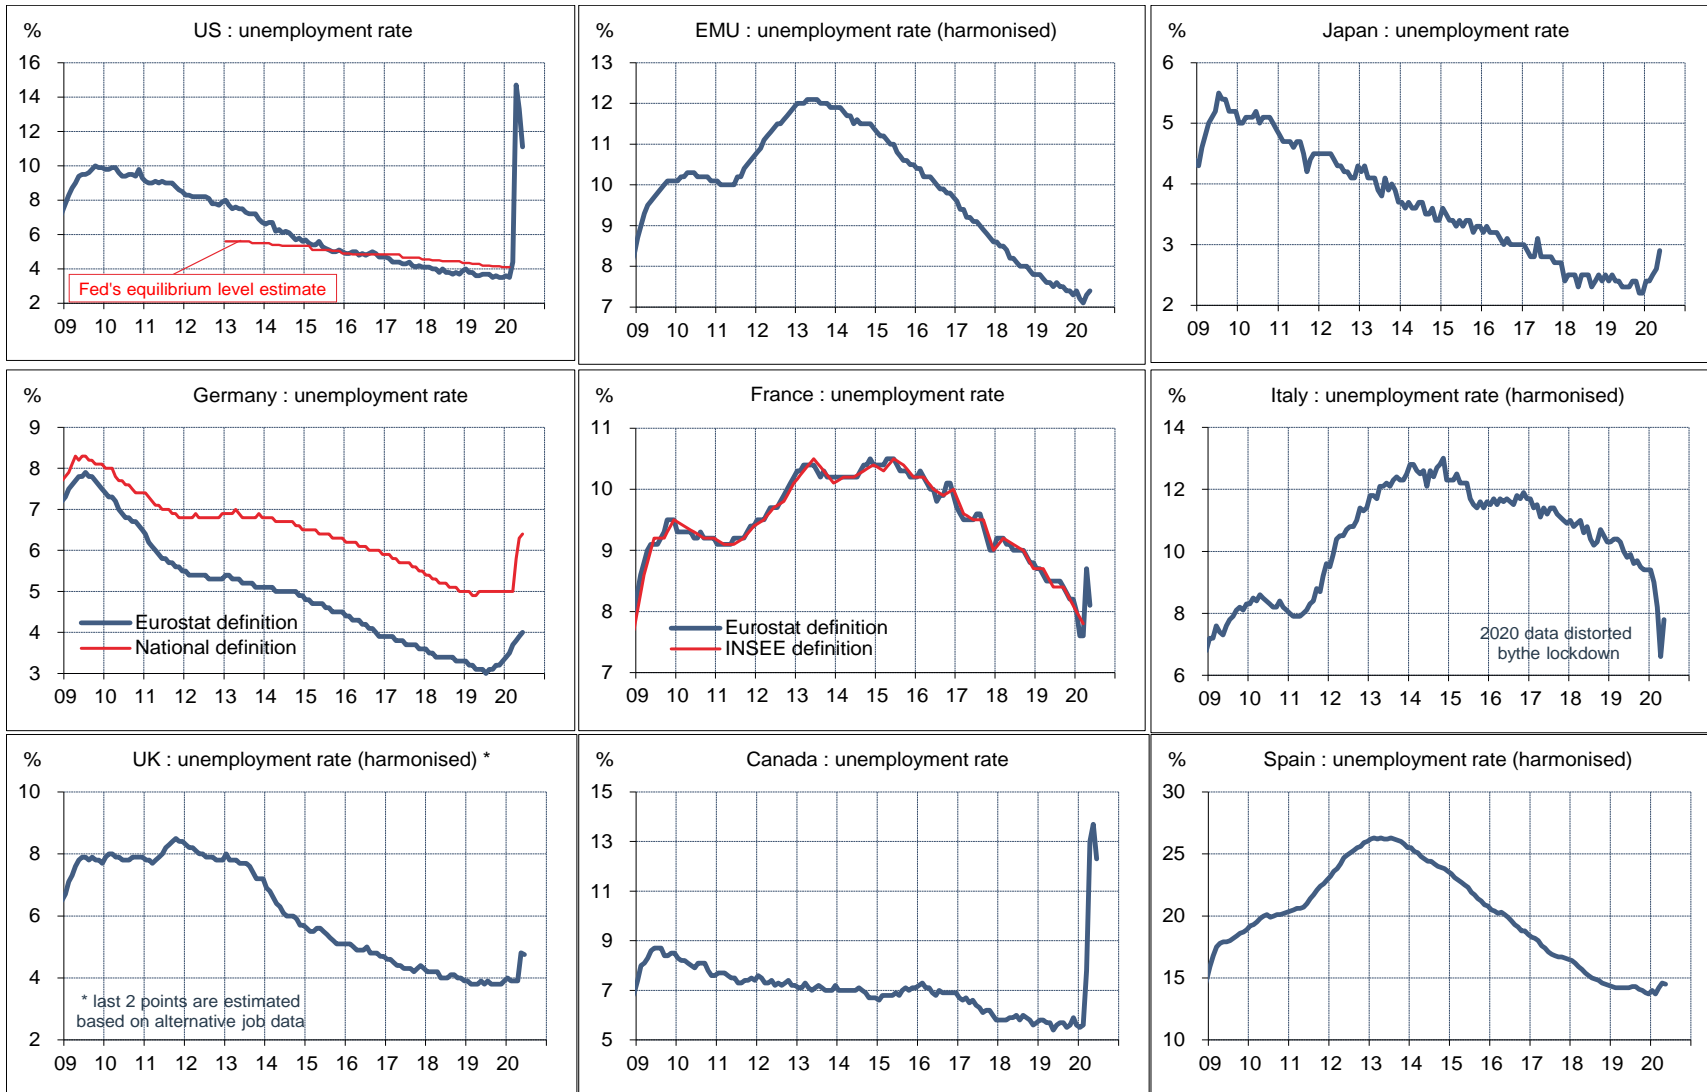 % US : unemployment rate
16
14
12
10
8
6
4
2
Fed's equilibrium level estimate
09 10 11 12 13 14 15 16 17 18 19 20
% EMU : unemployment rate (harmonised)
13
12
11
10
9
8
7
09 10 11 12 13 14 15 16 17 18 19 20
% Japan : unemployment rate
6
5
4
3
2
09 10 11 12 13 14 15 16 17 18 19 20
% Germany : unemployment rate
9
8
7
6
5
4
3
Eurostat definition
National definition
09 10 11 12 13 14 15 16 17 18 19 20
% France : unemployment rate
11
10
9
8
7
Eurostat definition
INSEE definition
09 10 11 12 13 14 15 16 17 18 19 20
% Italy : unemployment rate (harmonised)
14
12
10
8
6
2020 data distorted
bythe lockdown
09 10 11 12 13 14 15 16 17 18 19 20
% UK : unemployment rate (harmonised) *
10
8
6
4
2
* last 2 points are estimated
based on alternative job data
09 10 11 12 13 14 15 16 17 18 19 20
% Canada : unemployment rate
15
13
11
9
7
5
09 10 11 12 13 14 15 16 17 18 19 20
% Spain : unemployment rate (harmonised)
30
25
20
15
10
09 10 11 12 13 14 15 16 17 18 19 20